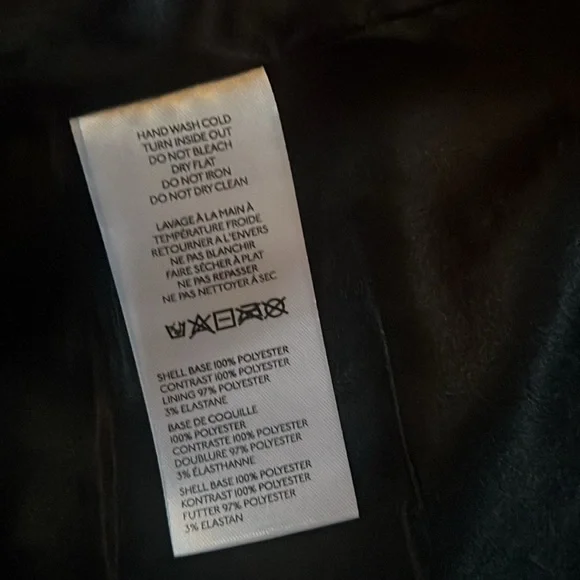 HAND WASH COLD
TURN INSIDE OUT
DO NOT BLEACH
DRY FLAT
DO NOT IRON
DO NOT DRY CLEAN
LAVAGE À LA MAIN À
TEMPÉRATURE FROIDE
RETOURNER A L'ENVERS
NE PAS BLANCHIR
FAIRE SÉCHER À PLAT
NE PAS REPASSER
NE PAS NETTOYER À SEC
SHELL BASE 100% POLYESTER
CONTRAST 100% POLYESTER
LINING 97% POLYESTER
3% ELASTANE
BASE DE COQUILLE
100% POLYESTER
CONTRASTE 100% POLYESTER
DOUBLURE 97% POLYESTER
3% ÉLASTHANNE
SHELL BASE 100% POLYESTER
KONTRAST 100% POLYESTER
FUTTER 97% POLYESTER
3% ELASTAN